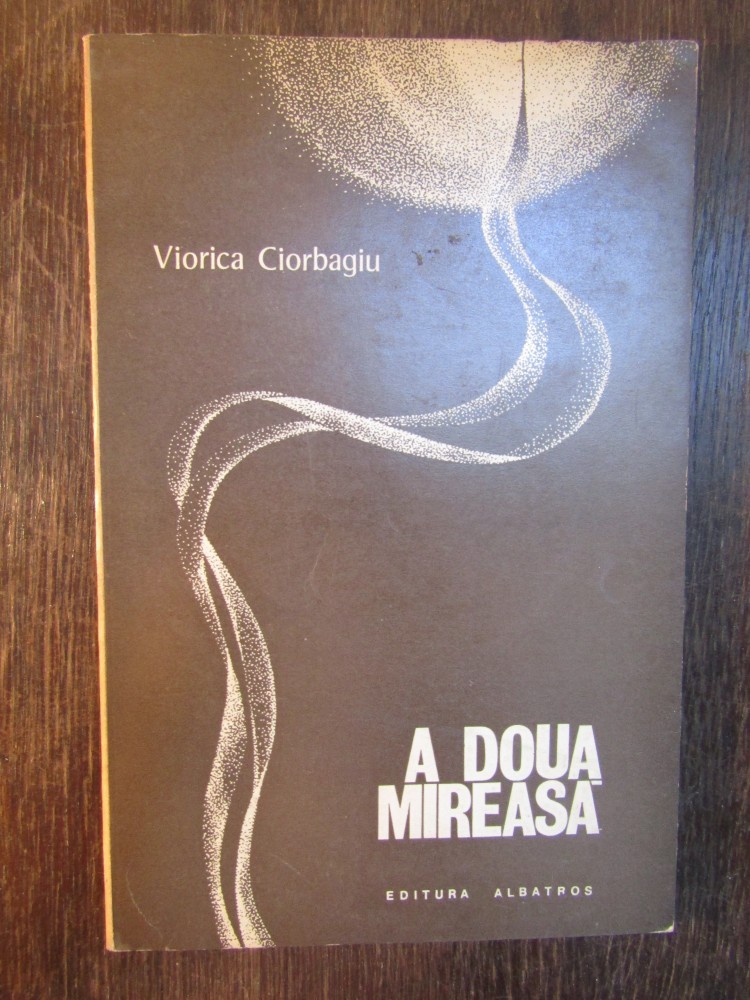 Viorica Ciorbagiu
A DOUA
MIREASĂ
EDITURA ALBATROS